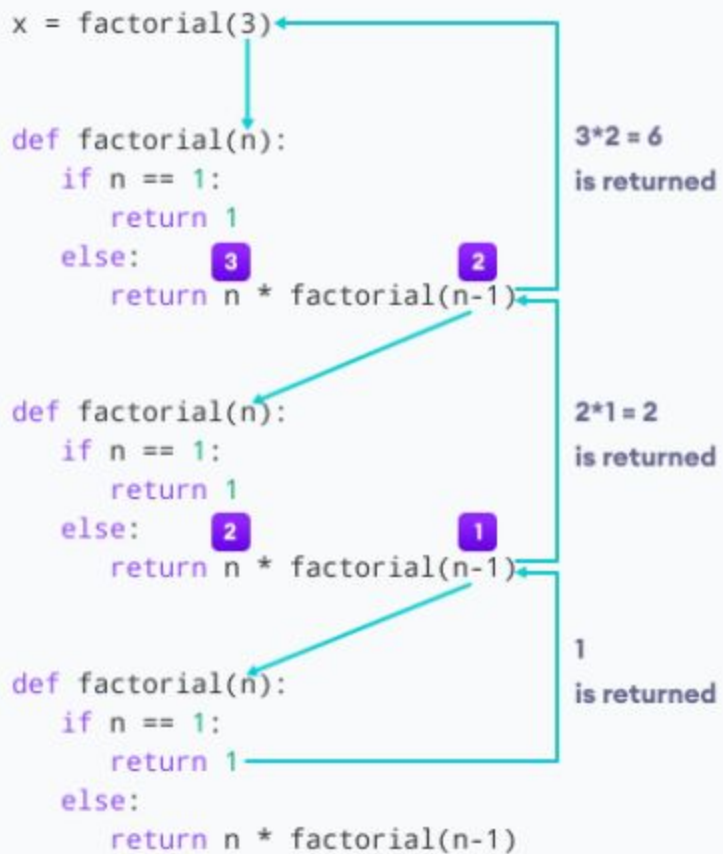 x = factorial(3)
def factorial(n):
3*2 = 6
if n == 1:
is returned
return 1
else:
3 2
return n * factorial(n-1)
def factorial(n):
2*1 = 2
if n == 1:
is returned
return 1
else:
2 1
return n * factorial(n-1)
1
def factorial(n):
is returned
if n == 1:
return 1
else:
return n * factorial(n-1)